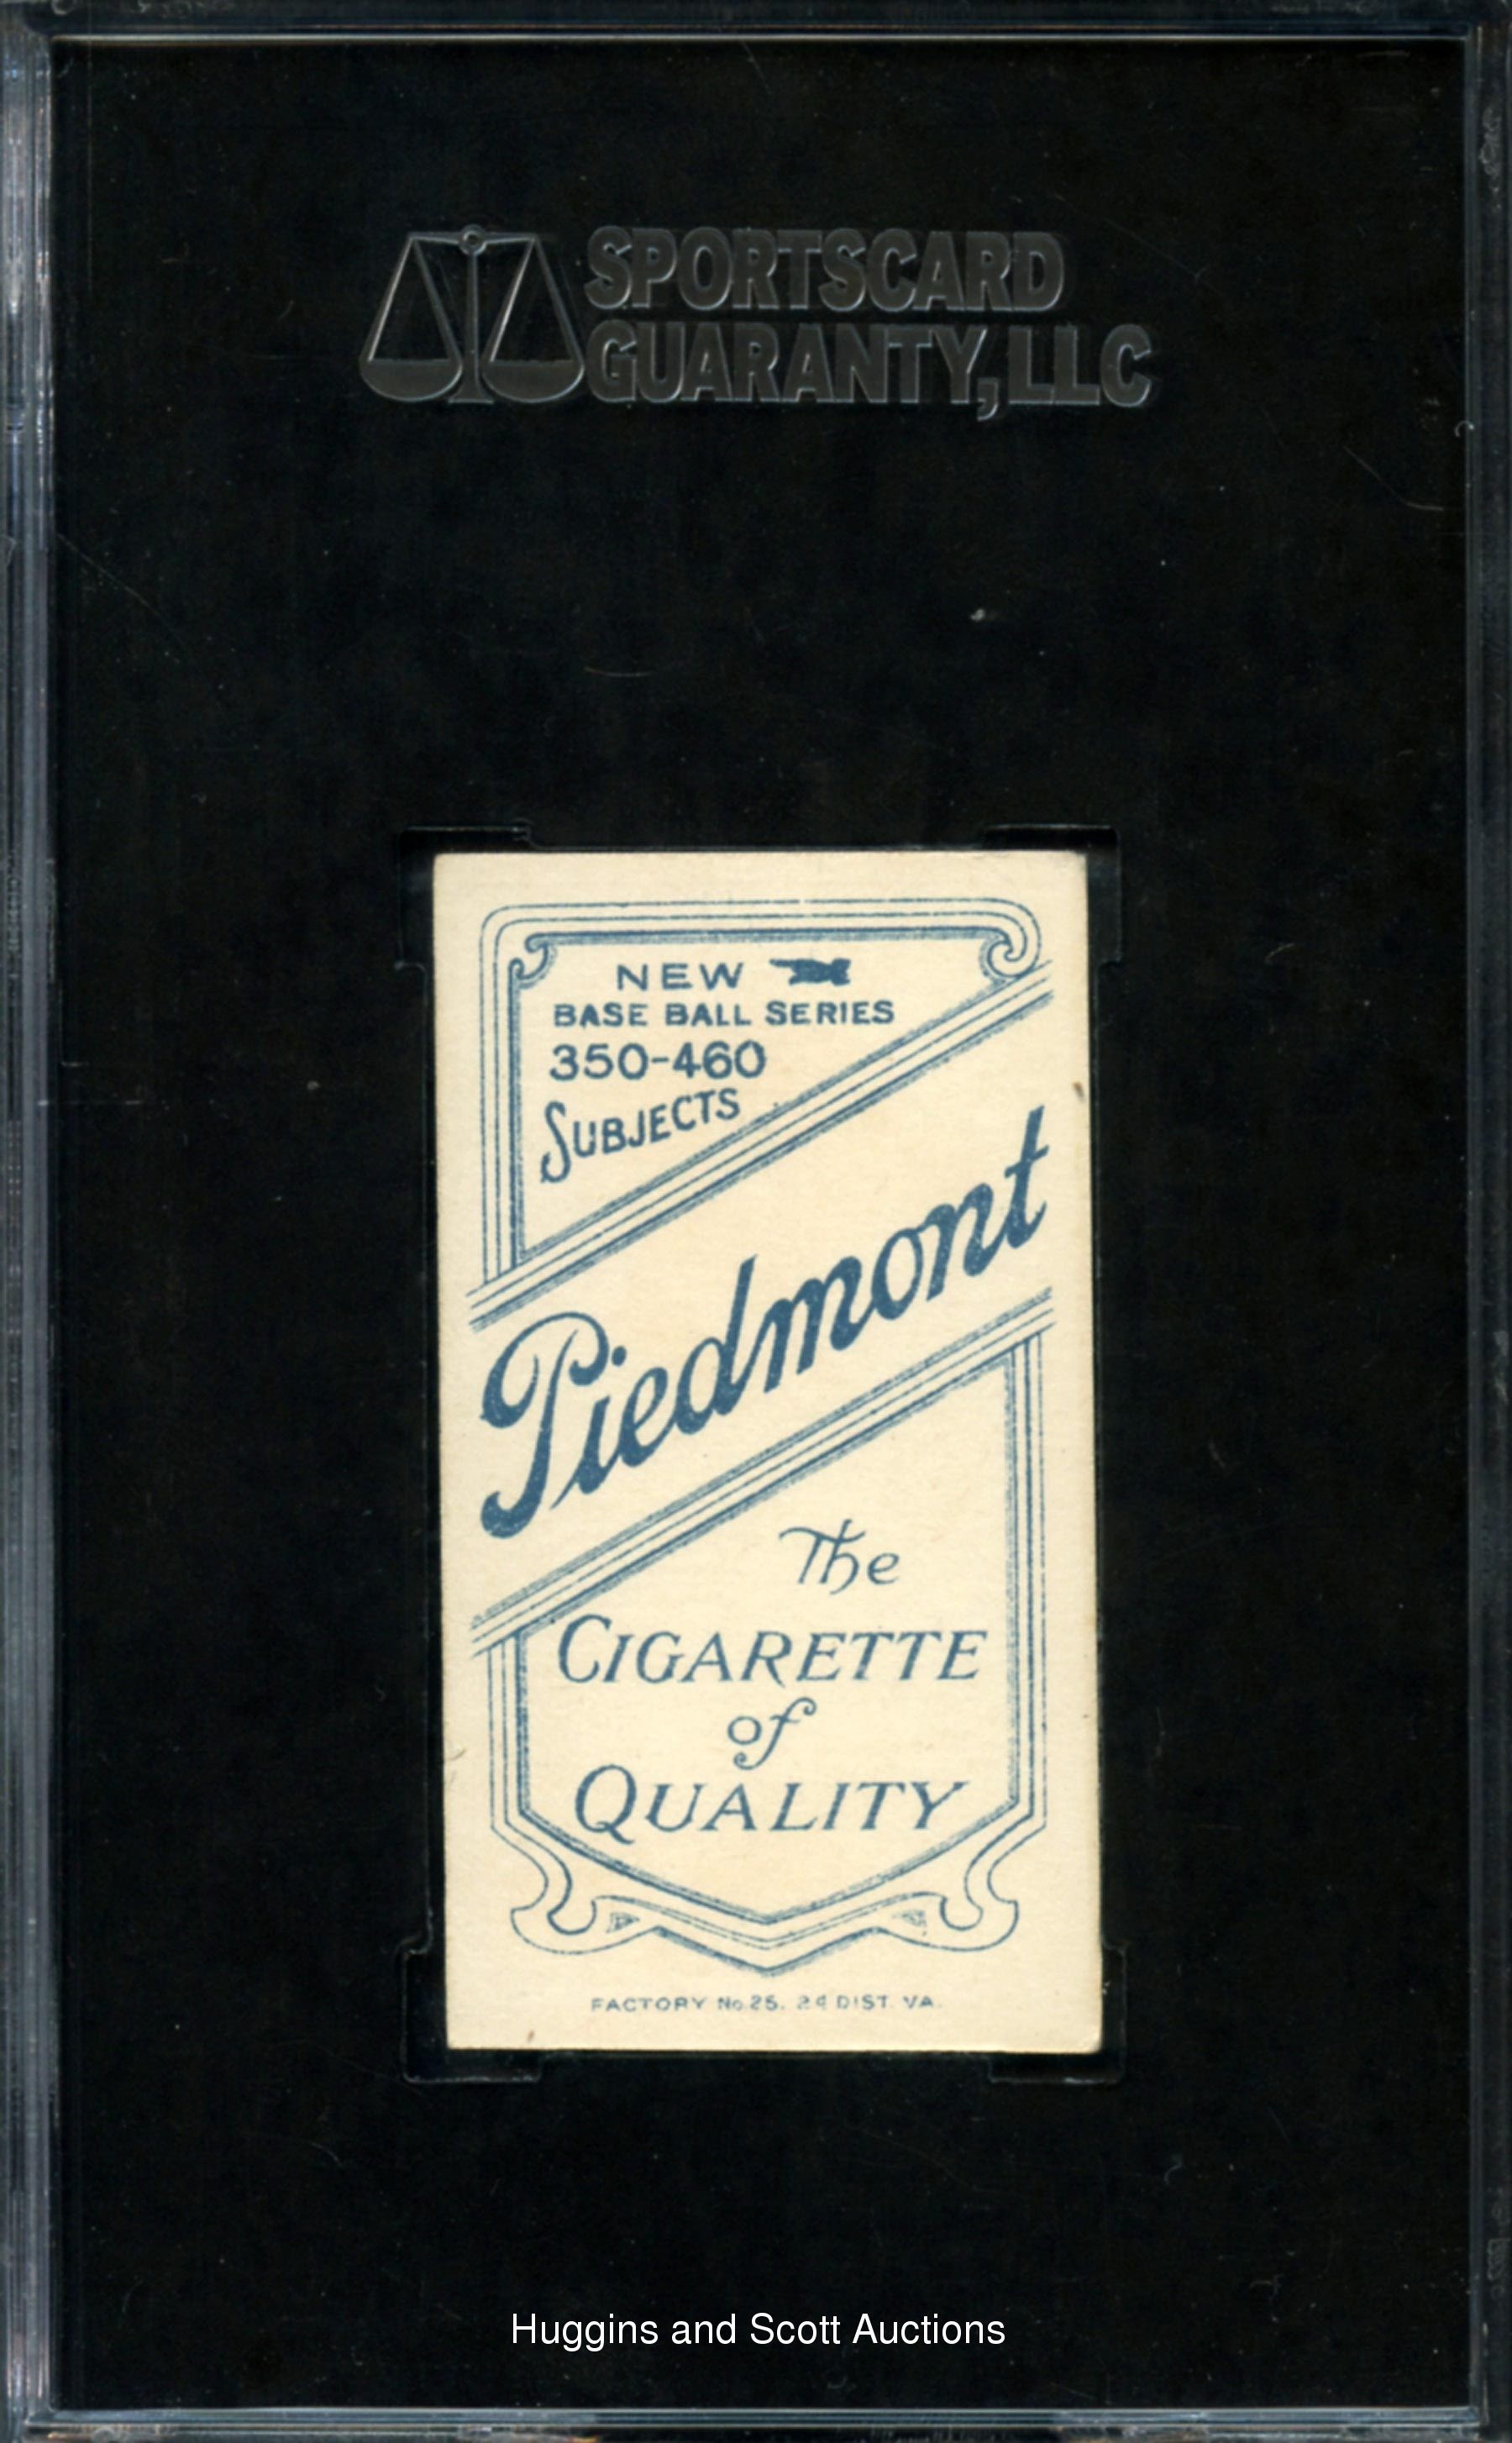 SPORTSCARD
GUARANTY, LLC
NEW
BASE BALL SERIES
350-460
SUBJECTS
Piedmont
The
CIGARETTE
of
QUALITY
FACTORY No. 25. 2d DIST. VA.
Huggins and Scott Auctions